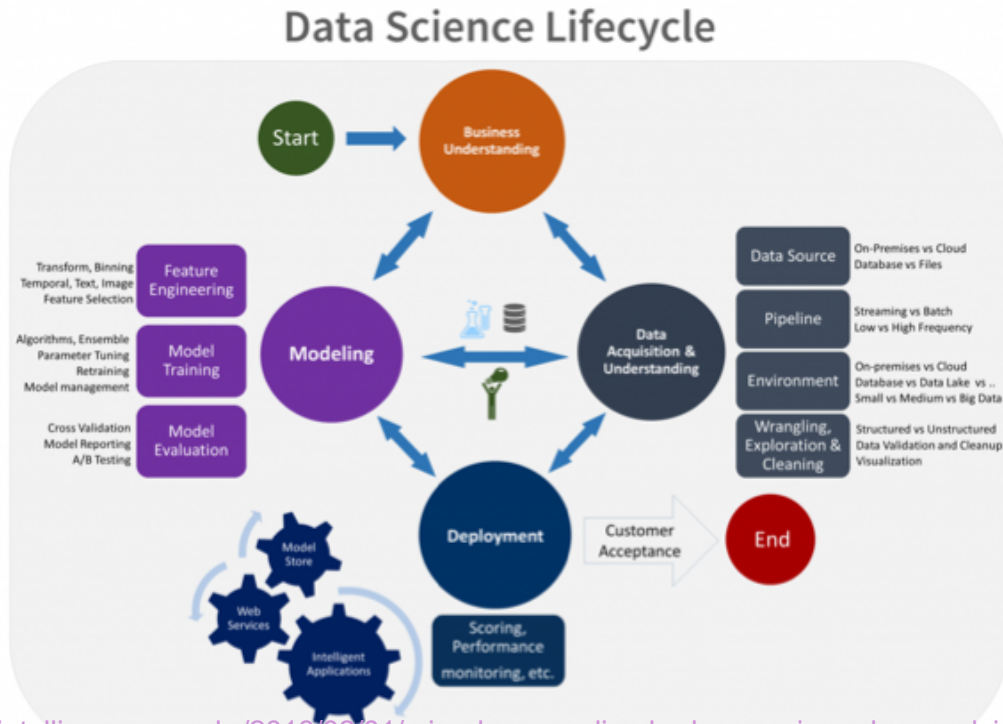 Data Science Lifecycle
Start
Business
Understanding
Transform, Binning
Temporal, Text, Image
Feature Selection
Feature
Engineering
Algorithms, Ensemble
Parameter Tuning
Retraining
Model management
Model
Training
Cross Validation
Model Reporting
A/B Testing
Model
Evaluation
Modeling
Data
Acquisition &
Understanding
Data Source
On-Premises vs Cloud
Database vs Files
Pipeline
Streaming vs Batch
Low vs High Frequency
Environment
On-premises vs Cloud
Database vs Data Lake vs ..
Small vs Medium vs Big Data
Wrangling,
Exploration &
Cleaning
Structured vs Unstructured
Data Validation and Cleanup
Visualization
Deployment
Customer
Acceptance
End
Model
Store
Web
Services
Intelligent
Applications
Scoring,
Performance
monitoring, etc.